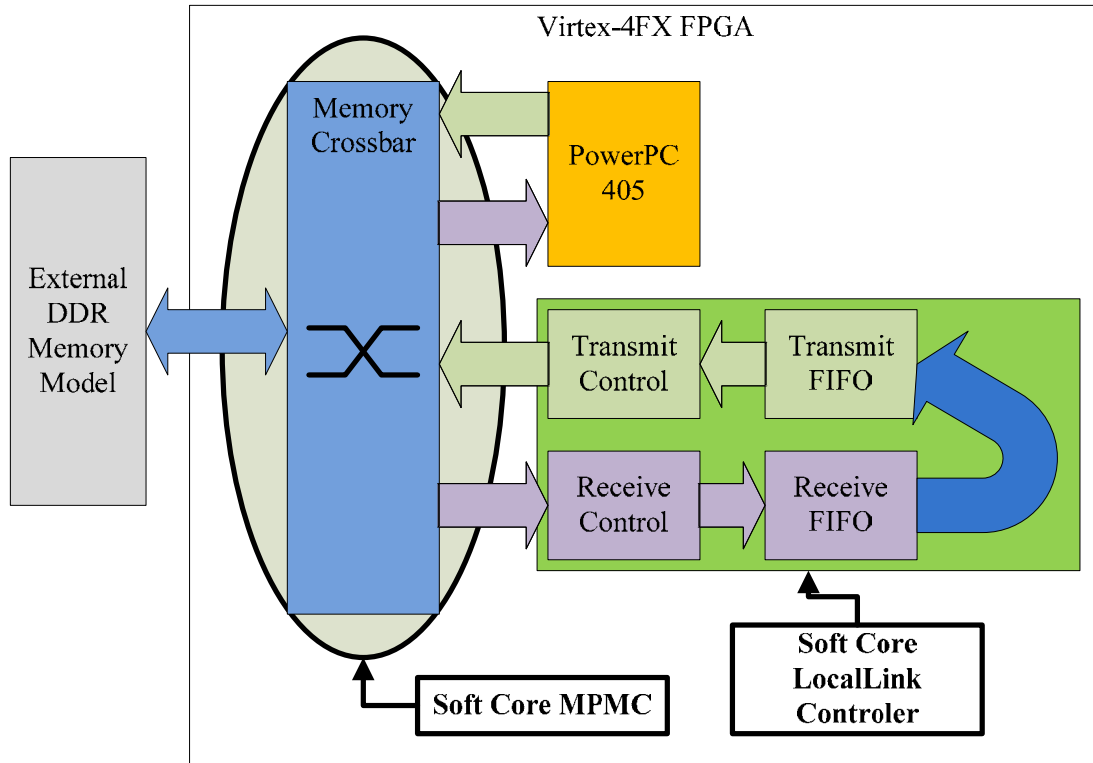 Virtex-4FX FPGA
Memory
Crossbar
PowerPC
405
External
DDR
Memory
Model
Transmit
Control
Transmit
FIFO
Receive
Control
Receive
FIFO
Soft Core MPMC
Soft Core
LocalLink
Controler